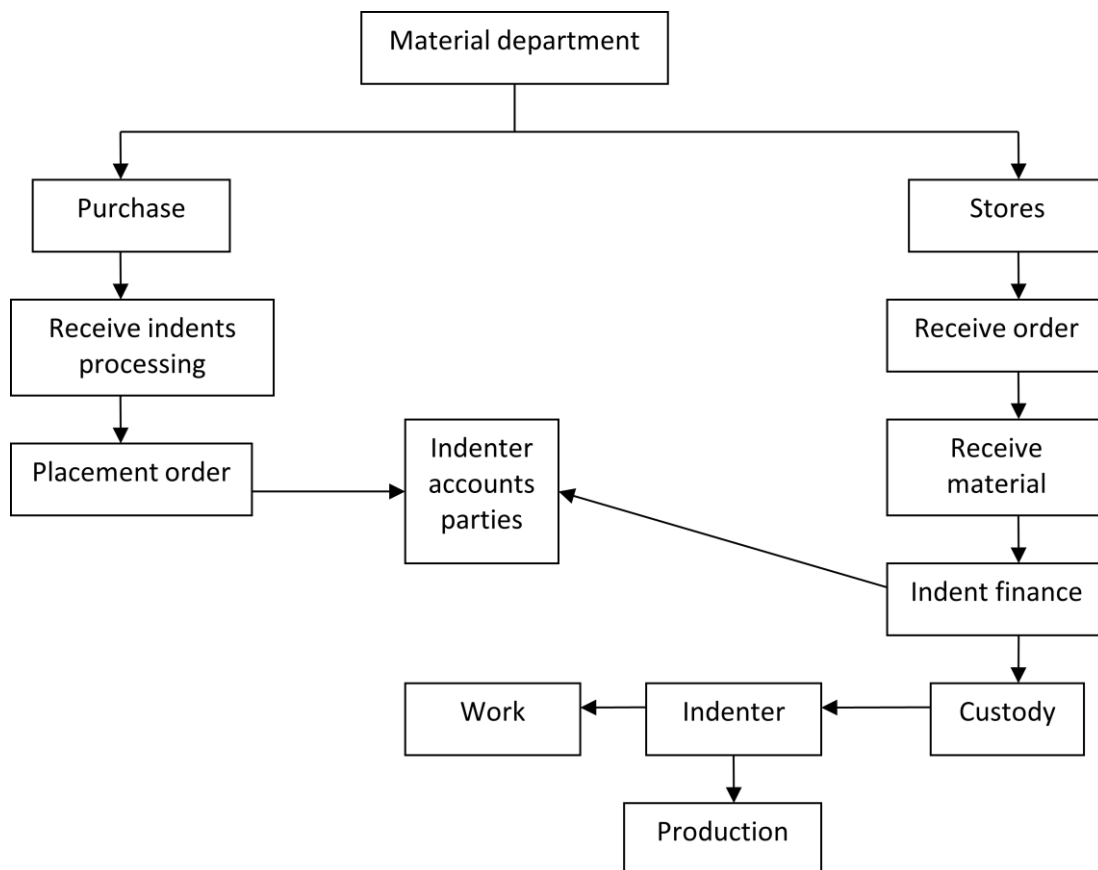 Material department
Purchase
Stores
Receive indents
processing
Receive order
Placement order
Indenter
accounts
parties
Receive
material
Indent finance
Work
Indenter
Custody
Production